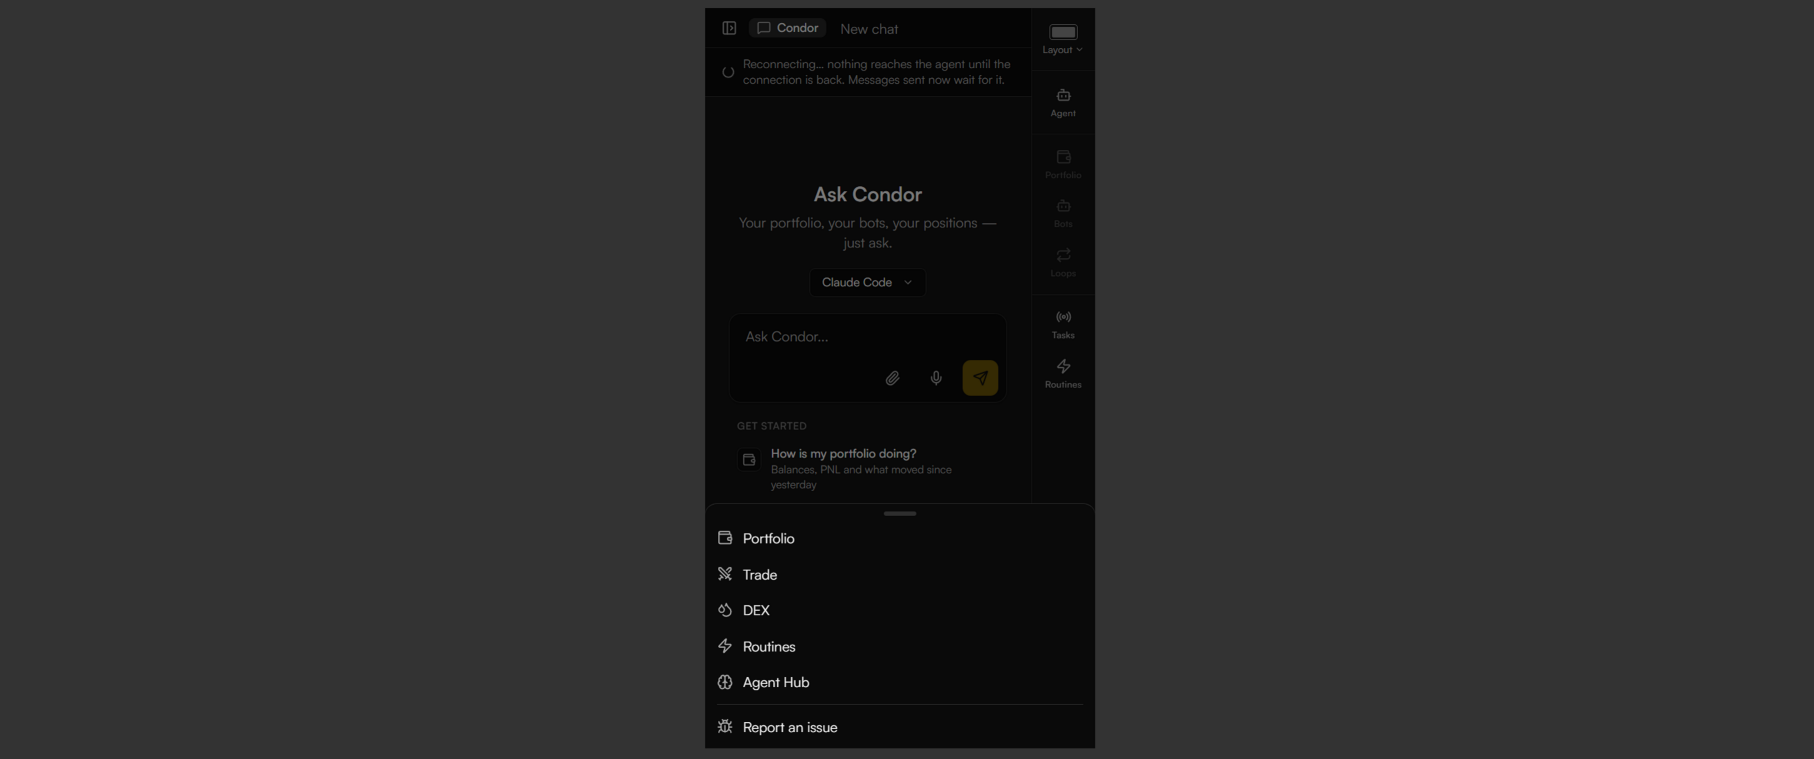 Condor
New chat
Layout
Reconnecting... nothing reaches the agent until the
connection is back. Messages sent now wait for it.
Agent
Portfolio
Bots
Loops
Tasks
Routines
Ask Condor
Your portfolio, your bots, your positions —
just ask.
Claude Code
Ask Condor...
GET STARTED
How is my portfolio doing?
Balances, PNL and what moved since
yesterday
Portfolio
Trade
DEX
Routines
Agent Hub
Report an issue